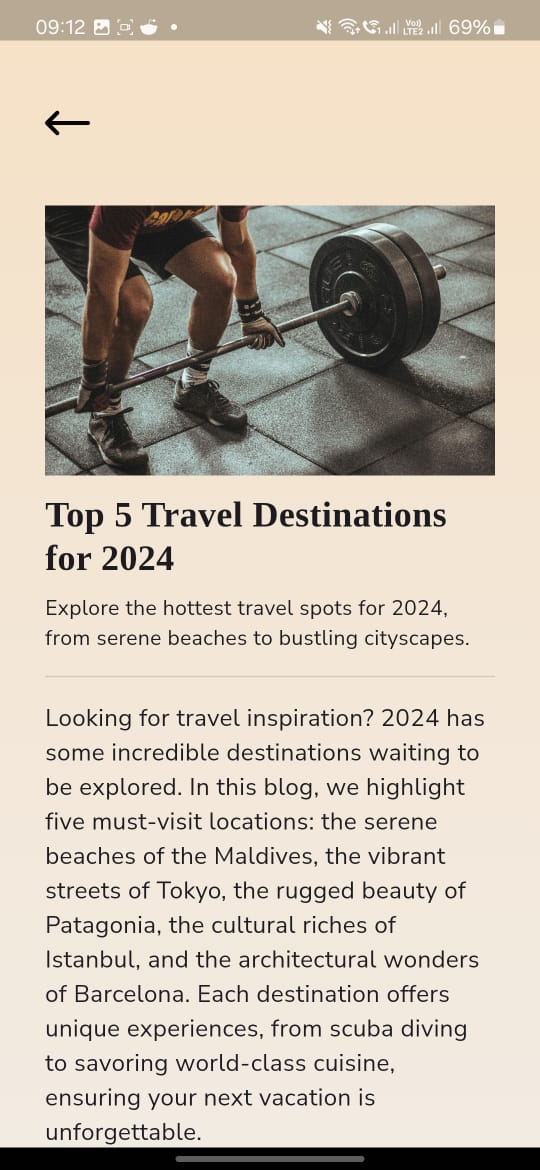 09:12 Vo)) LTE2 69%
Top 5 Travel Destinations
for 2024
Explore the hottest travel spots for 2024,
from serene beaches to bustling cityscapes.
Looking for travel inspiration? 2024 has
some incredible destinations waiting to
be explored. In this blog, we highlight
five must-visit locations: the serene
beaches of the Maldives, the vibrant
streets of Tokyo, the rugged beauty of
Patagonia, the cultural riches of
Istanbul, and the architectural wonders
of Barcelona. Each destination offers
unique experiences, from scuba diving
to savoring world-class cuisine,
ensuring your next vacation is
unforgettable.